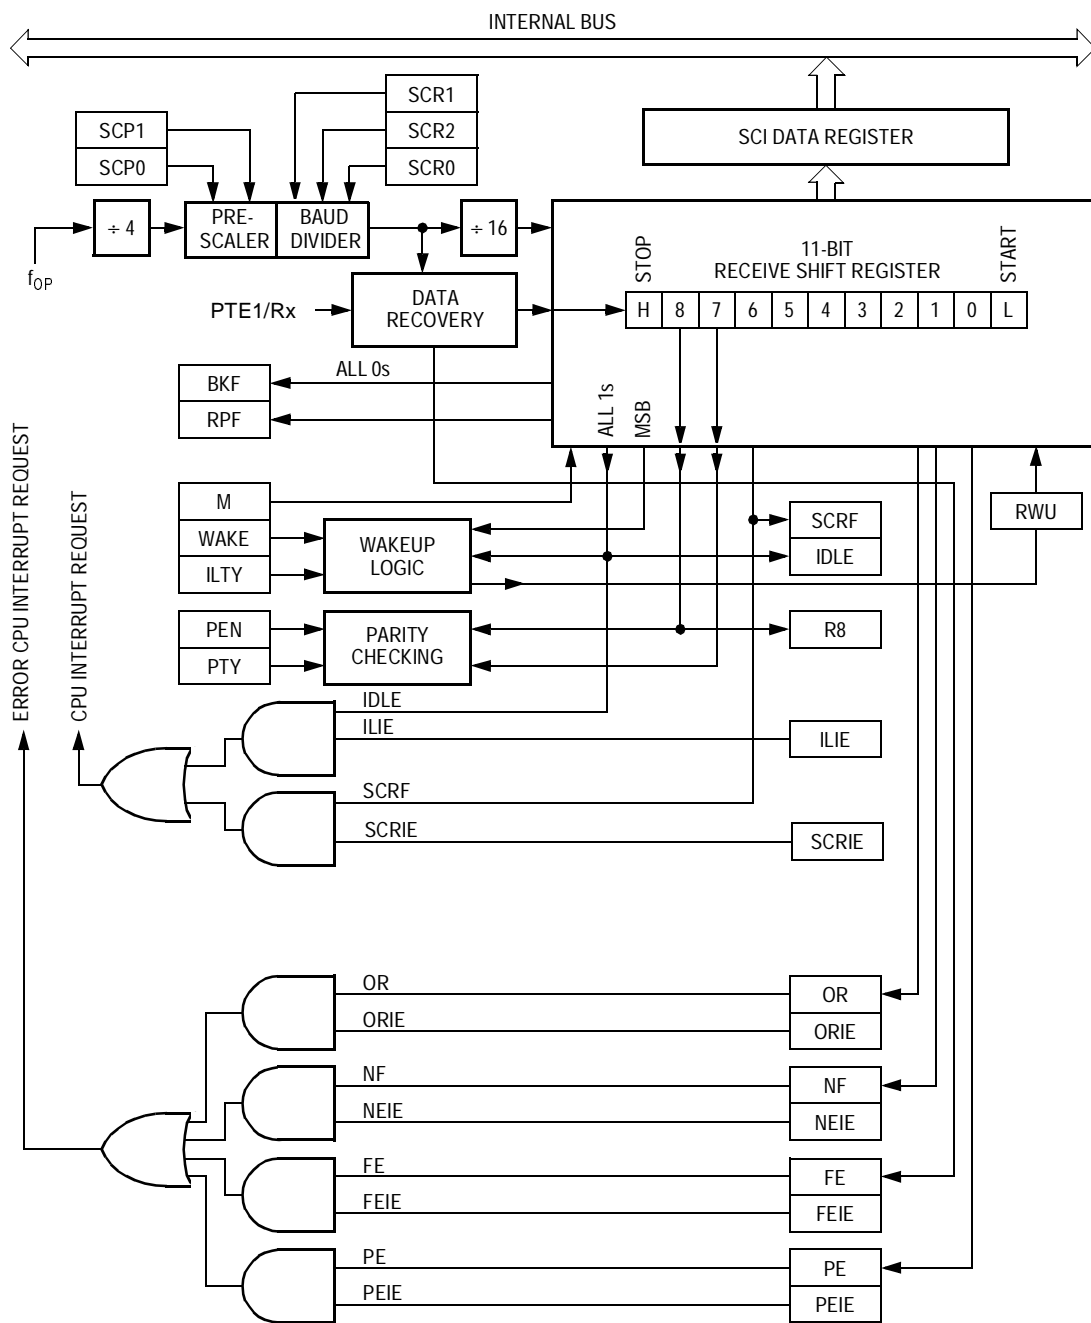 INTERNAL BUS
SCR1
SCR2
SCR0
SCP1
SCP0
SCI DATA REGISTER
÷ 4
PRE-
SCALER
BAUD
DIVIDER
÷ 16
fOP
STOP
11-BIT
RECEIVE SHIFT REGISTER
START
PTE1/Rx
DATA
RECOVERY
H 8 7 6 5 4 3 2 1 0 L
ALL 0s
BKF
RPF
ALL 1s
MSB
ERROR CPU INTERRUPT REQUEST
CPU INTERRUPT REQUEST
M
WAKE
ILTY
WAKEUP
LOGIC
SCRF
IDLE
RWU
PEN
PTY
PARITY
CHECKING
R8
IDLE
ILIE
ILIE
SCRF
SCRIE
SCRIE
OR
ORIE
OR
ORIE
NF
NEIE
NF
NEIE
FE
FEIE
FE
FEIE
PE
PEIE
PE
PEIE